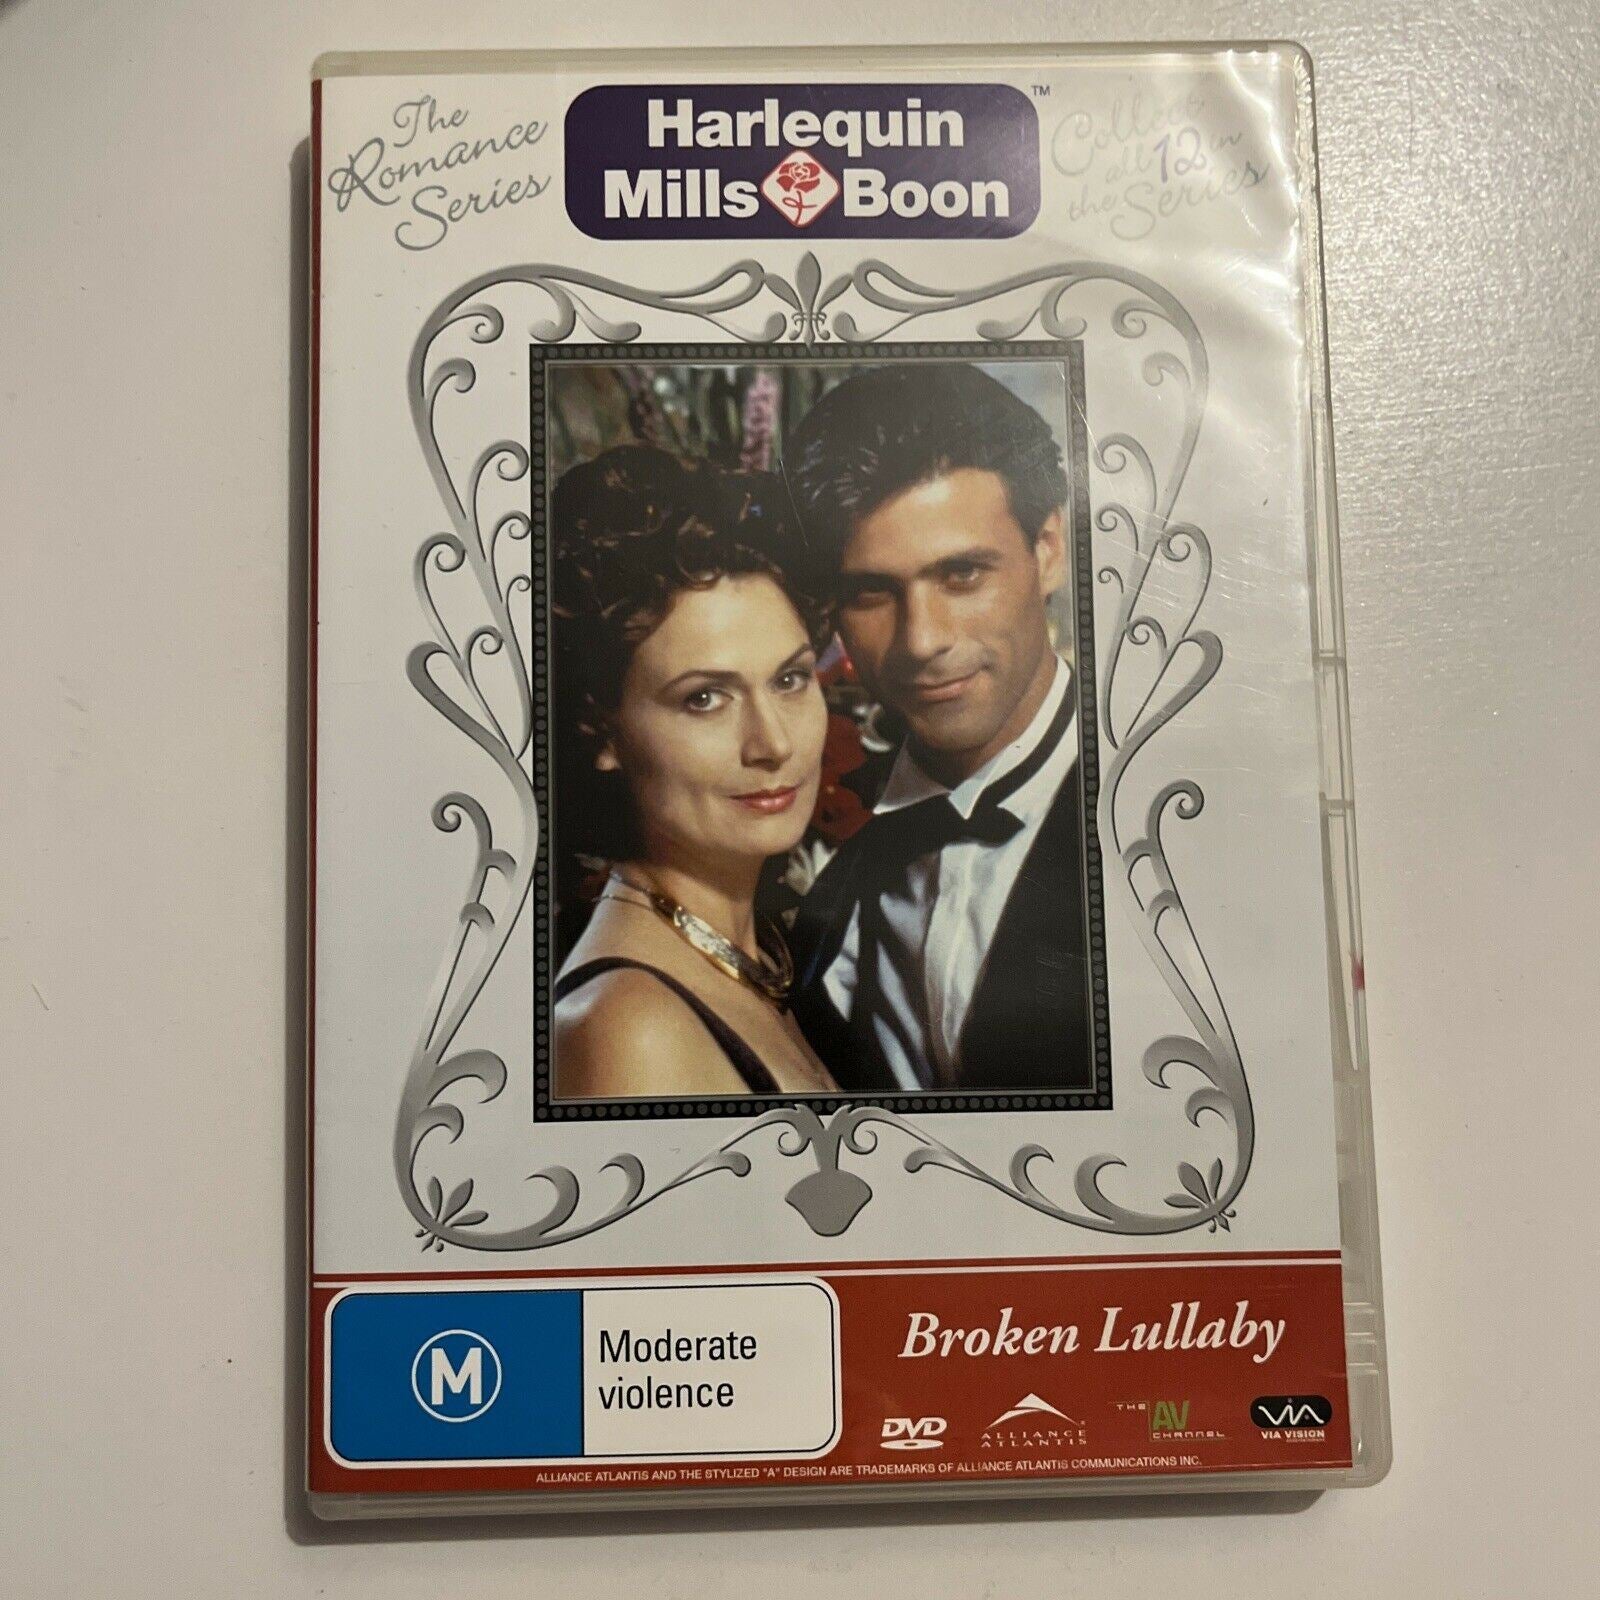 The
Romance
Series
Harlequin
Mills Boon
TM
Collect
all 12 in
the Series
M
Moderate
violence
Broken Lullaby
DVD
ALLIANCE
ATLANTIS
THE
AV
CHANNEL
VIA
VIA VISION
ALLIANCE ATLANTIS AND THE STYLIZED "A" DESIGN ARE TRADEMARKS OF ALLIANCE ATLANTIS COMMUNICATIONS INC.